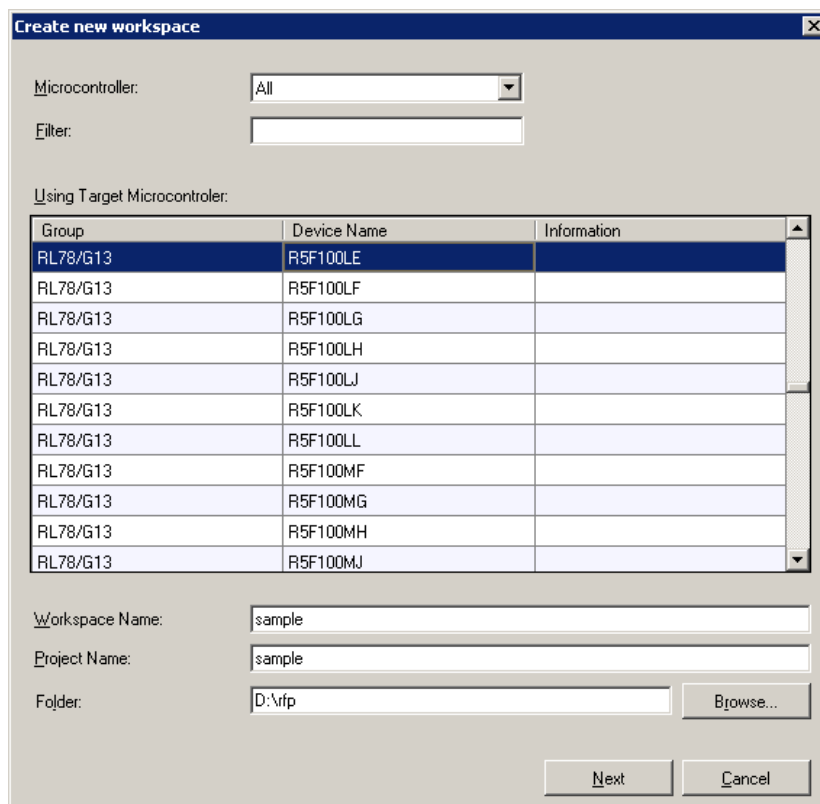 Create new workspace
Microcontroller: All
Filter:
Using Target Microcontroler:
Group Device Name Information
RL78/G13 R5F100LE
RL78/G13 R5F100LF
RL78/G13 R5F100LG
RL78/G13 R5F100LH
RL78/G13 R5F100LJ
RL78/G13 R5F100LK
RL78/G13 R5F100LL
RL78/G13 R5F100MF
RL78/G13 R5F100MG
RL78/G13 R5F100MH
RL78/G13 R5F100MJ
Workspace Name: sample
Project Name: sample
Folder: D:\rfp Browse...
Next Cancel